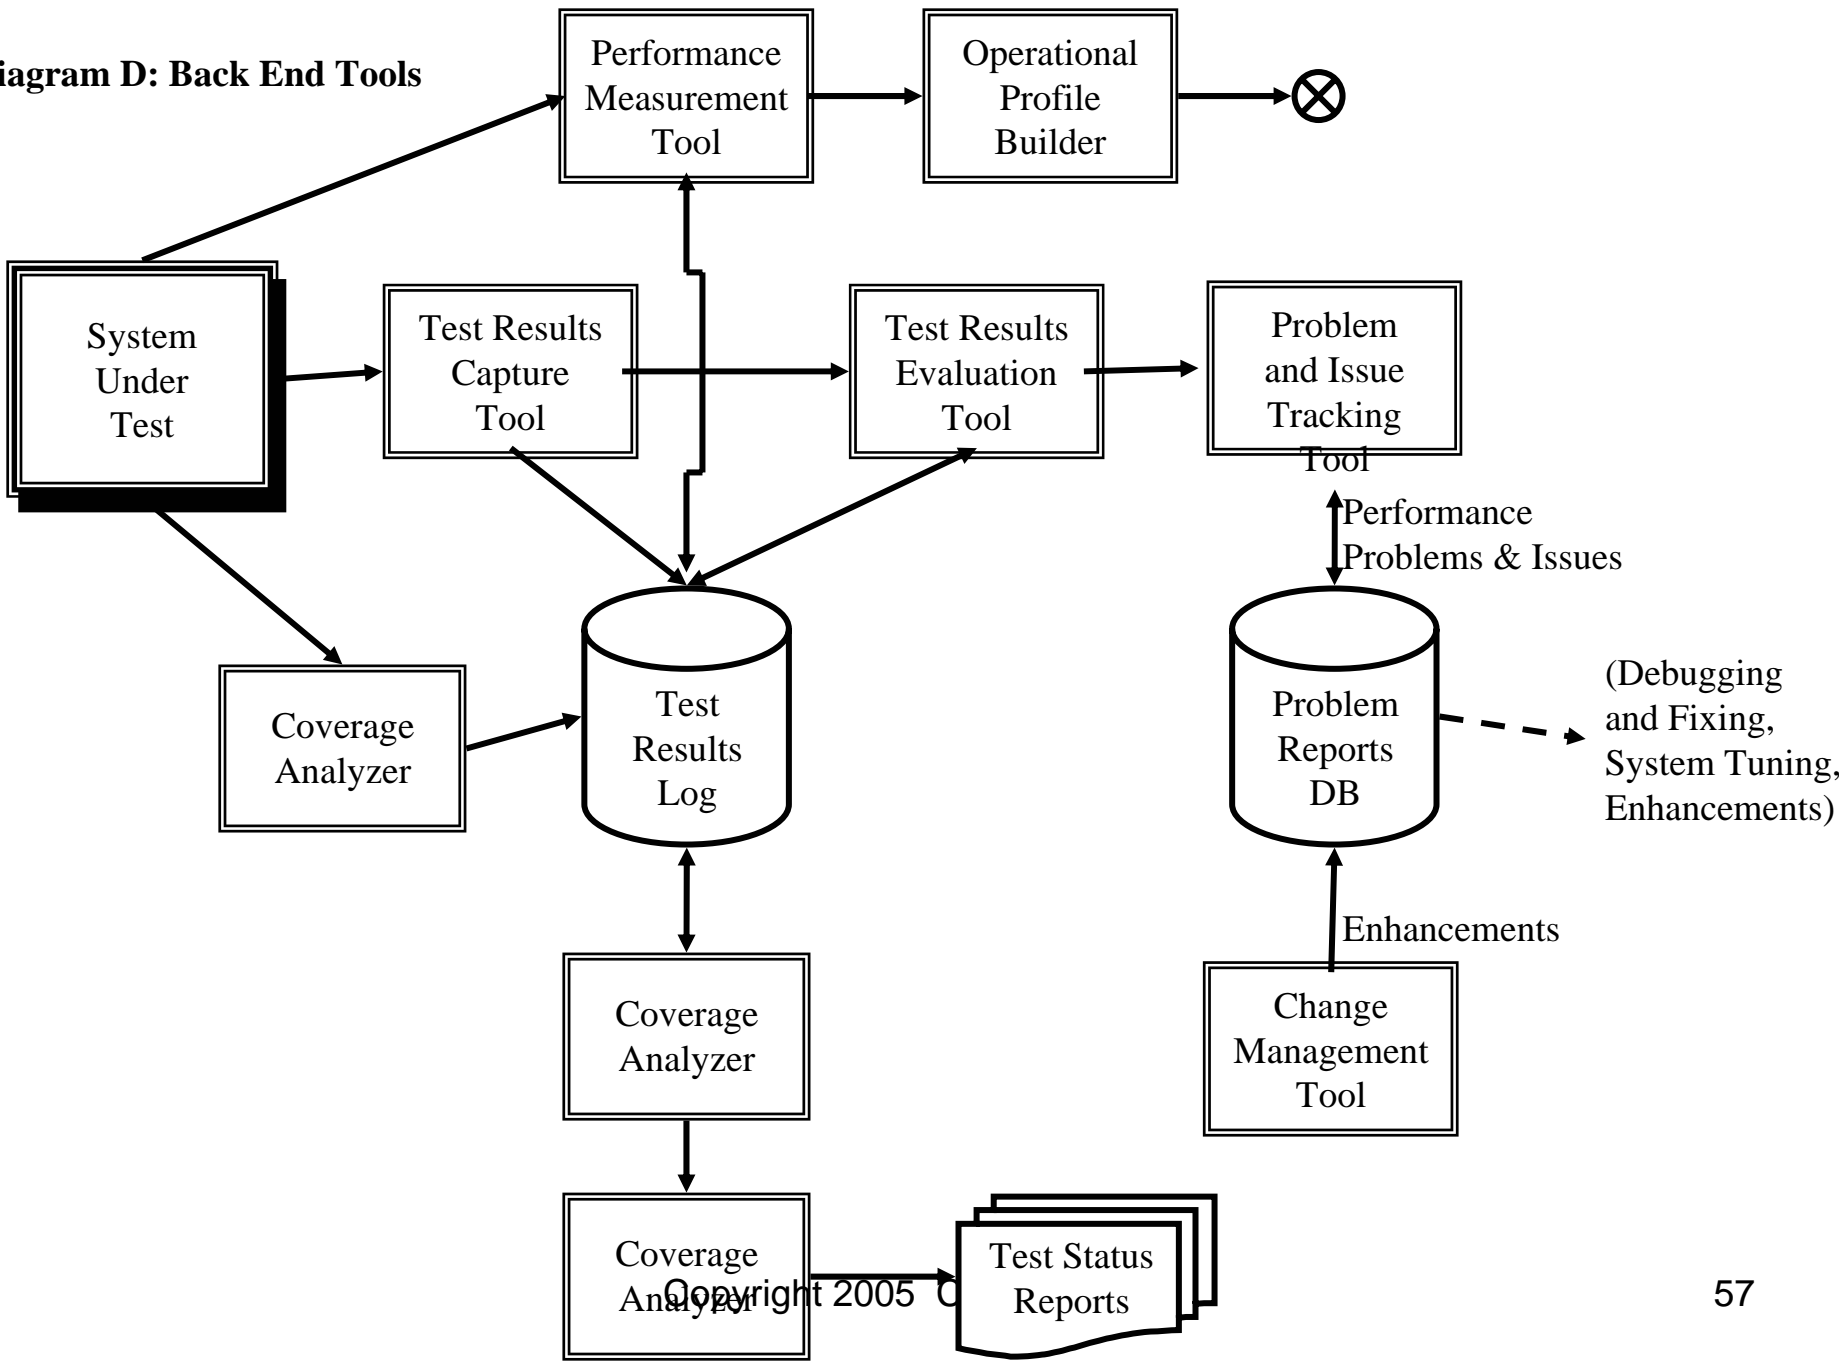 iagram D: Back End Tools
Performance
Measurement
Tool
Operational
Profile
Builder
System
Under
Test
Test Results
Capture
Tool
Test Results
Evaluation
Tool
Problem
and Issue
Tracking
Tool
Performance
Problems & Issues
Coverage
Analyzer
Test
Results
Log
Problem
Reports
DB
(Debugging
and Fixing,
System Tuning,
Enhancements)
Enhancements
Coverage
Analyzer
Change
Management
Tool
Coverage
Analyzer
Test Status
Reports
Copyright 2005 C
57